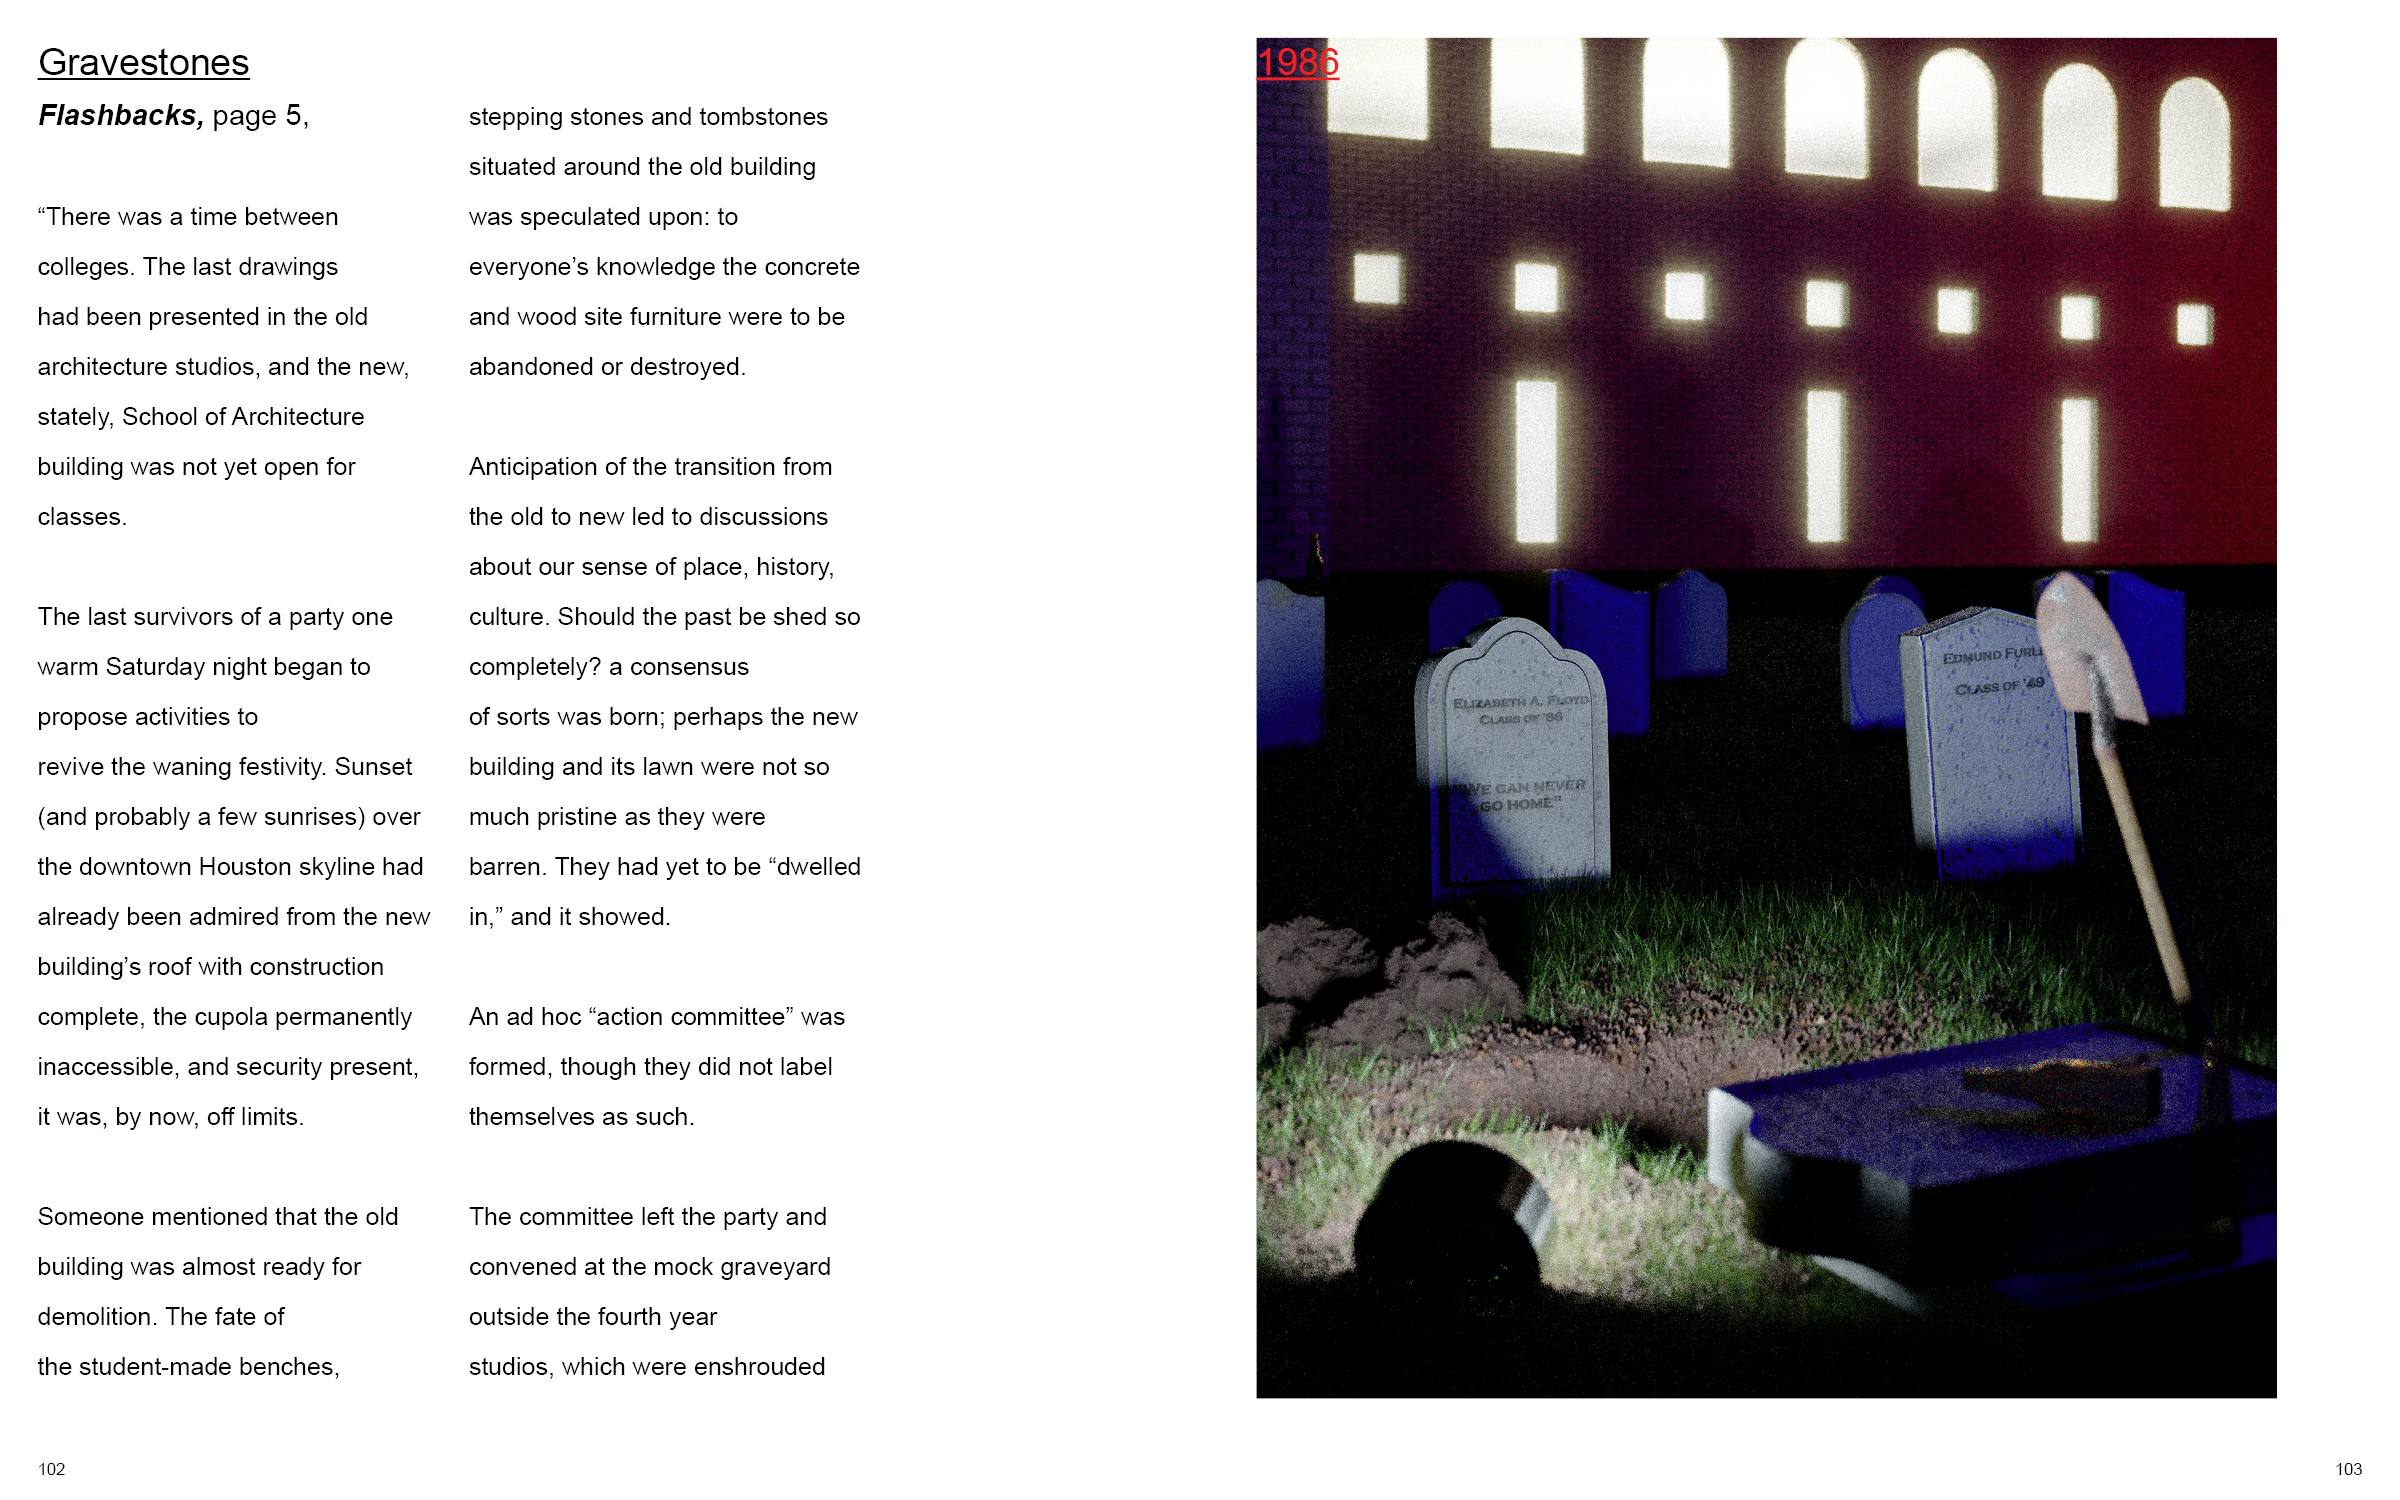 Gravestones
Flashbacks, page 5,
“There was a time between
colleges. The last drawings
had been presented in the old
architecture studios, and the new,
stately, School of Architecture
building was not yet open for
classes.
The last survivors of a party one
warm Saturday night began to
propose activities to
revive the waning festivity. Sunset
(and probably a few sunrises) over
the downtown Houston skyline had
already been admired from the new
building’s roof with construction
complete, the cupola permanently
inaccessible, and security present,
it was, by now, off limits.
Someone mentioned that the old
building was almost ready for
demolition. The fate of
the student-made benches,
stepping stones and tombstones
situated around the old building
was speculated upon: to
everyone’s knowledge the concrete
and wood site furniture were to be
abandoned or destroyed.
Anticipation of the transition from
the old to new led to discussions
about our sense of place, history,
culture. Should the past be shed so
completely? a consensus
of sorts was born; perhaps the new
building and its lawn were not so
much pristine as they were
barren. They had yet to be “dwelled
in,” and it showed.
An ad hoc “action committee” was
formed, though they did not label
themselves as such.
The committee left the party and
convened at the mock graveyard
outside the fourth year
studios, which were enshrouded
102
1986
ELIZABETH A. FLOYD
CLASS OF '86
"WE CAN NEVER
GO HOME"
EDMUND
CLASS OF '49
103